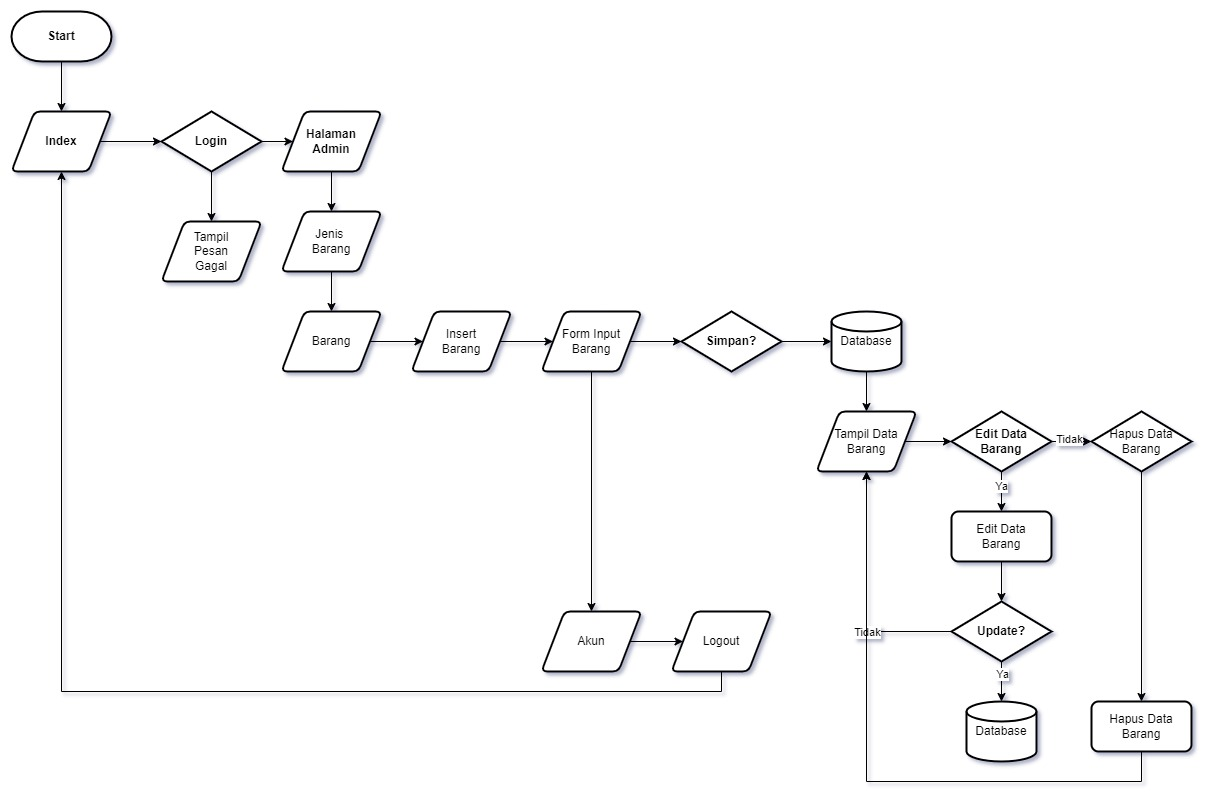 Start
Index
Login
Halaman
Admin
Tampil
Pesan
Gagal
Jenis
Barang
Barang
Insert
Barang
Form Input
Barang
Simpan?
Database
Tampil Data
Barang
Edit Data
Barang
Tidak
Hapus Data
Barang
Ya
Edit Data
Barang
Update?
Tidak
Ya
Database
Hapus Data
Barang
Akun
Logout